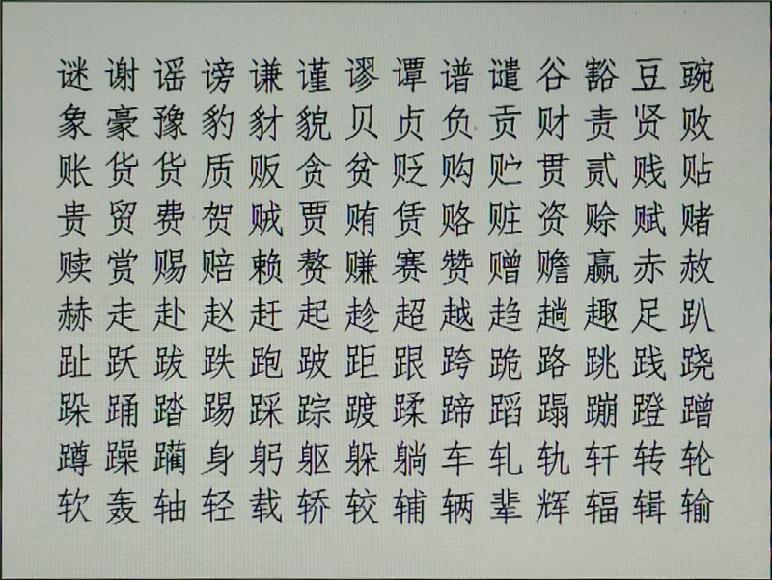 谜谢谣谤谦谨谬谭谱谴谷豁豆豌
象豪豫豹豺貌贝贞负贡财责贤败
账货货质贩贪贫贬购贮贯贰贱贴
贵贸费贺贼贾贿赁赂赃资赊赋赌
赎赏赐赔赖赘赚赛赞赠赡赢赤赦
赫走赴赵赶起趁超越趋趟趣足趴
趾跃跋跌跑跛距跟跨跪路跳践跷
跺踊踏踢踩踪踱蹂蹄蹈蹋蹦蹬蹭
蹲躁躏身躬躯躲躺车轧轨轩转轮
软轰轴轻载轿较辅辆辈辉辐辑输